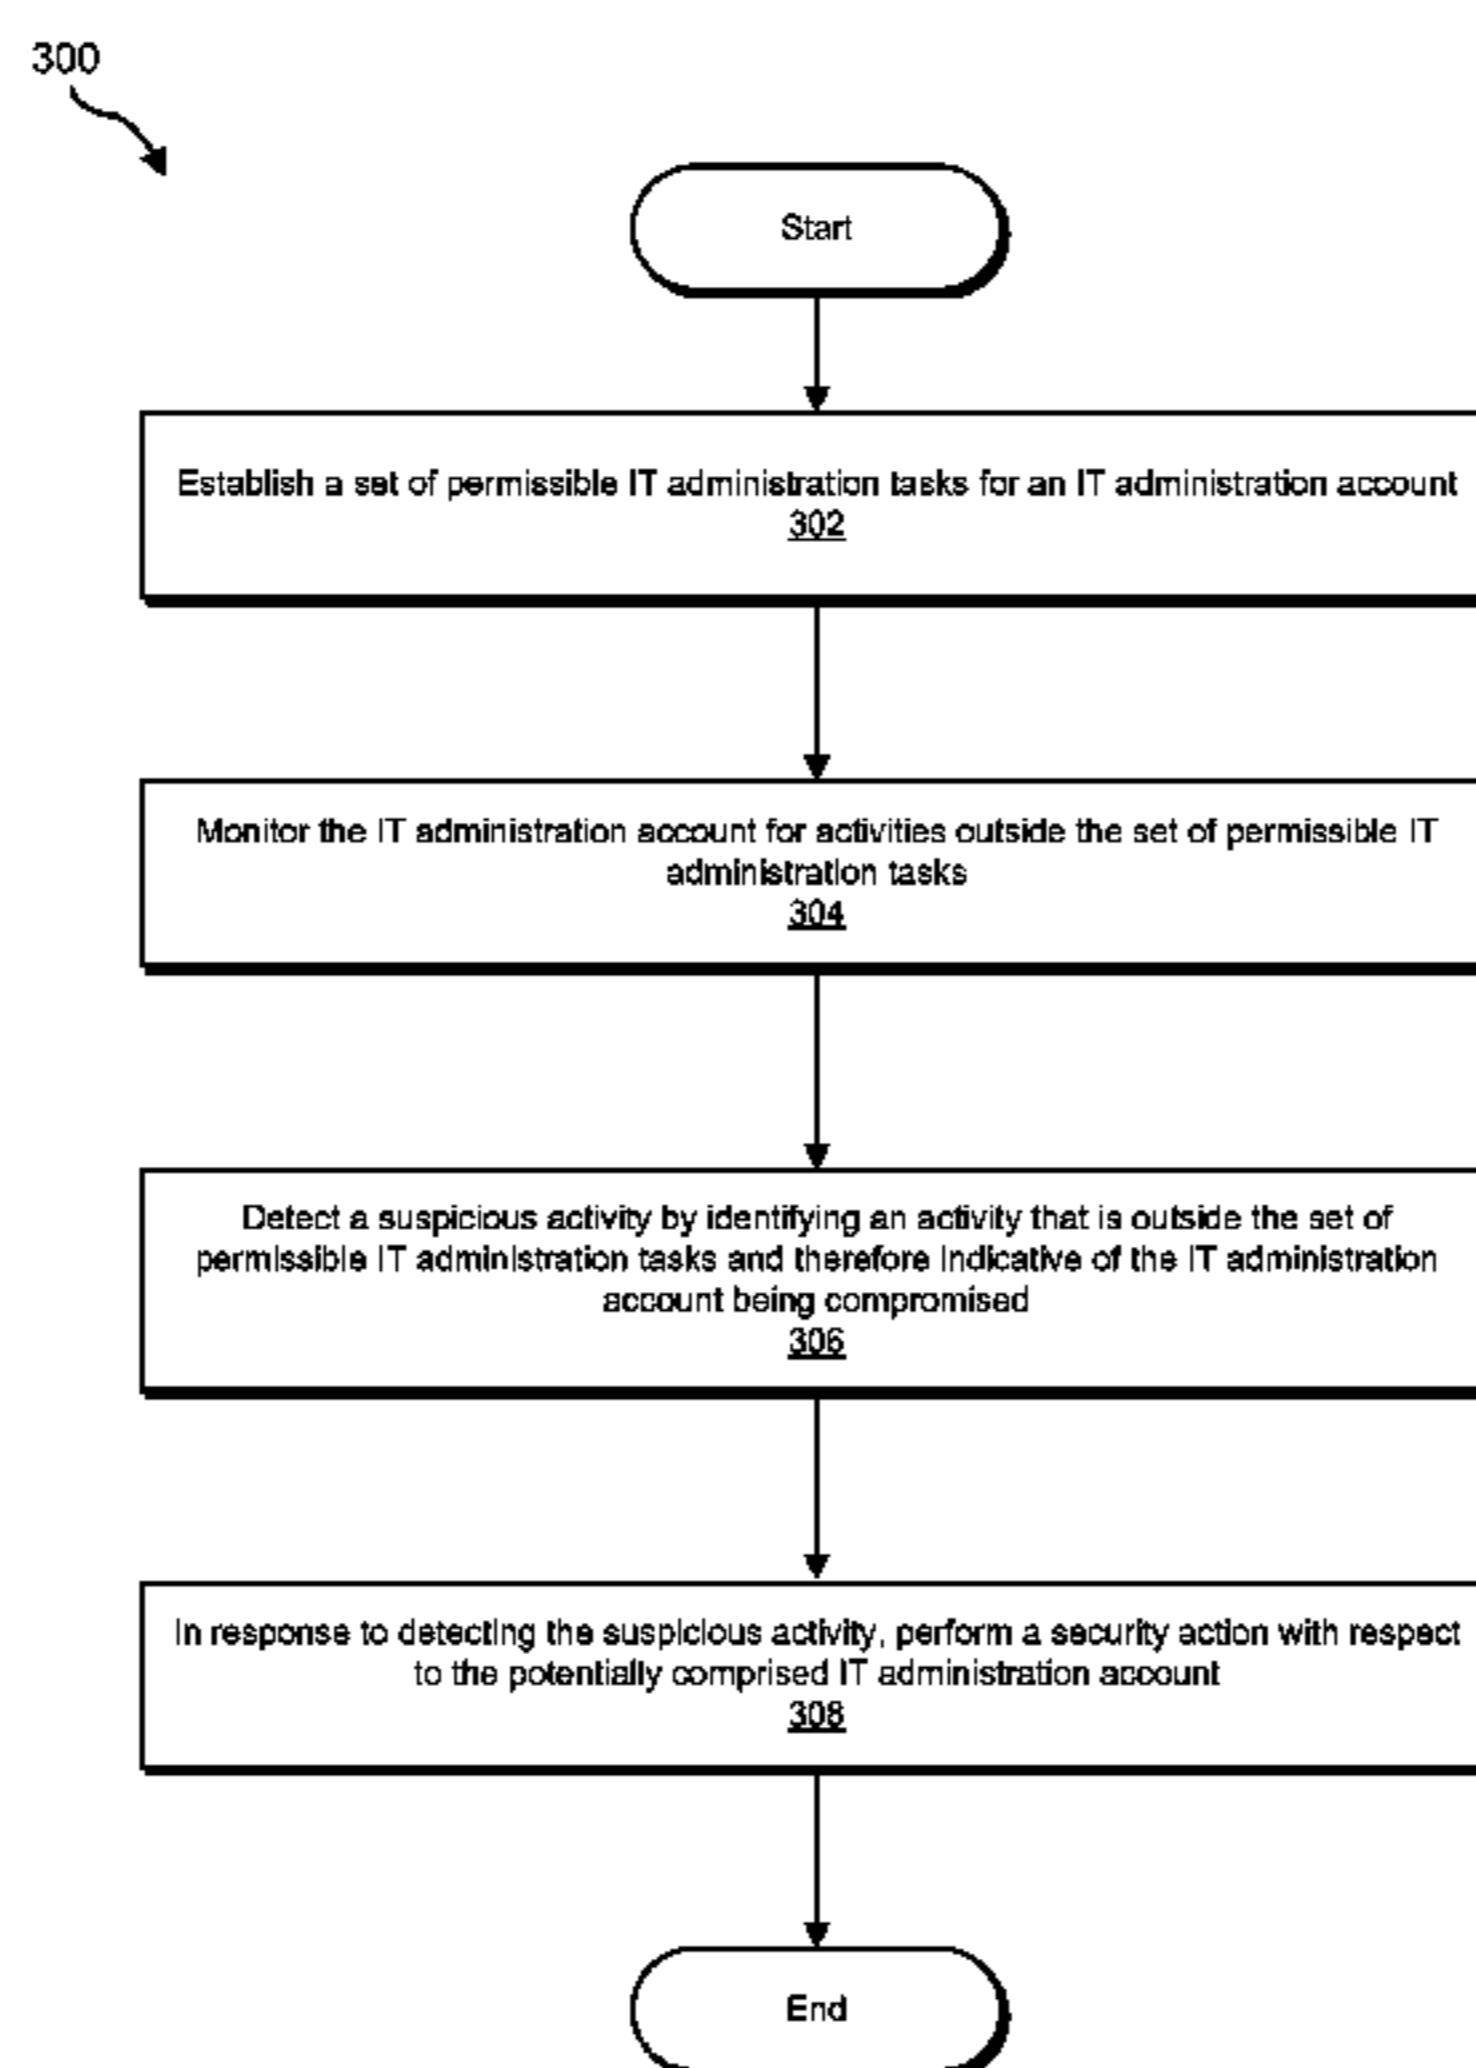 300
Start
Establish a set of permissible IT administration tasks for an IT administration account
302
Monitor the IT administration account for activities outside the set of permissible IT
administration tasks
304
Detect a suspicious activity by identifying an activity that is outside the set of
permissible IT administration tasks and therefore indicative of the IT administration
account being compromised
306
In response to detecting the suspicious activity, perform a security action with respect
to the potentially comprised IT administration account
308
End